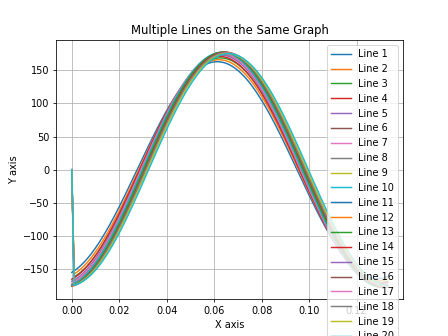 Multiple Lines on the Same Graph
Y axis
150
100
50
0
−50
−100
−150
0.00
0.02
0.04
0.06
0.08
0.10
X axis
Line 1
Line 2
Line 3
Line 4
Line 5
Line 6
Line 7
Line 8
Line 9
Line 10
Line 11
Line 12
Line 13
Line 14
Line 15
Line 16
Line 17
Line 18
Line 19
Line 20